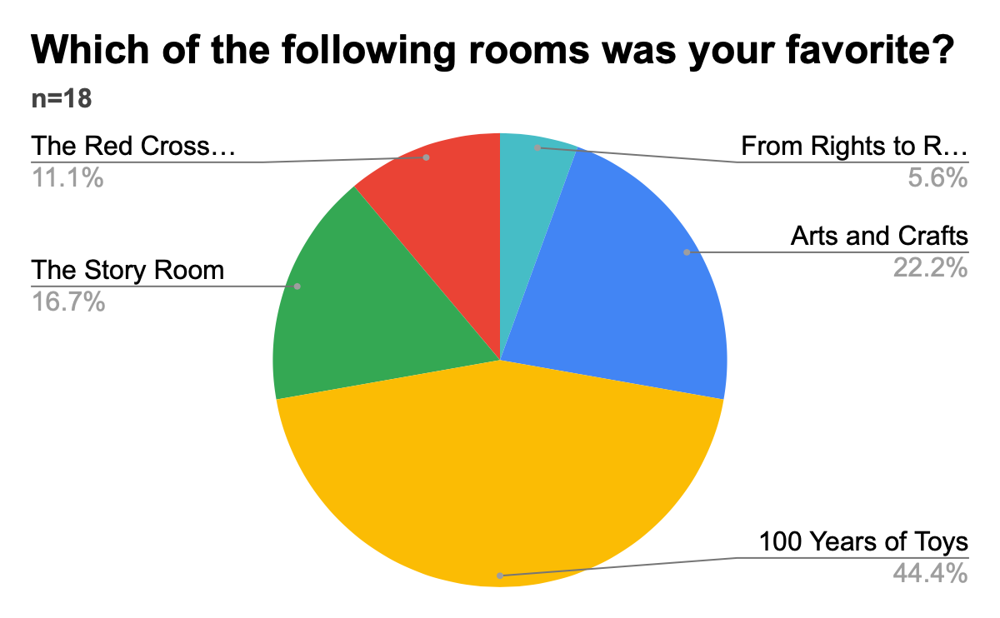 Which of the following rooms was your favorite?
n=18
The Red Cross…
11.1%
The Story Room
16.7%
From Rights to R…
5.6%
Arts and Crafts
22.2%
100 Years of Toys
44.4%